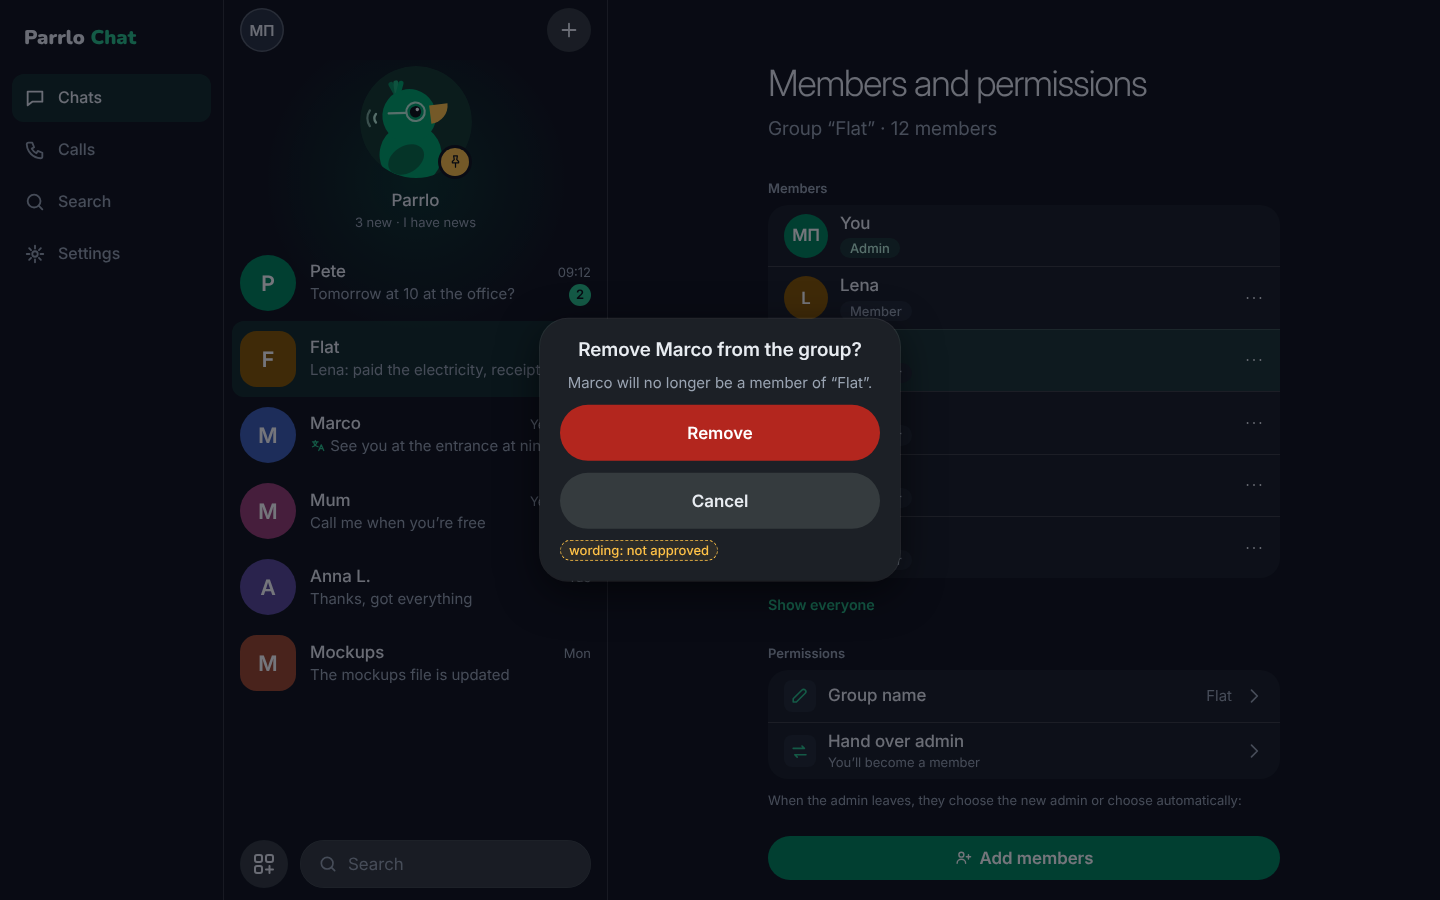 Parrlo Chat
Chats
Calls
Search
Settings
МП
Parrlo
3 new · I have news
Pete
09:12
Tomorrow at 10 at the office?
2
F
Flat
Lena: paid the electricity, receipt
P
M
Marco
See you at the entrance at
M
Mum
Call me when you're free
A
Anna L.
Thanks, got everything
M
Mockups
Mon
The mockups file is updated
Search
Members and permissions
Group “Flat” · 12 members
Members
МП
You
Admin
L
Lena
Member
Remove Marco from the group?
Marco will no longer be a member of “Flat”.
Remove
Cancel
wording: not approved
Show everyone
Permissions
Group name
Flat
Hand over admin
You'll become a member
When the admin leaves, they choose the new admin or choose automatically:
Add members